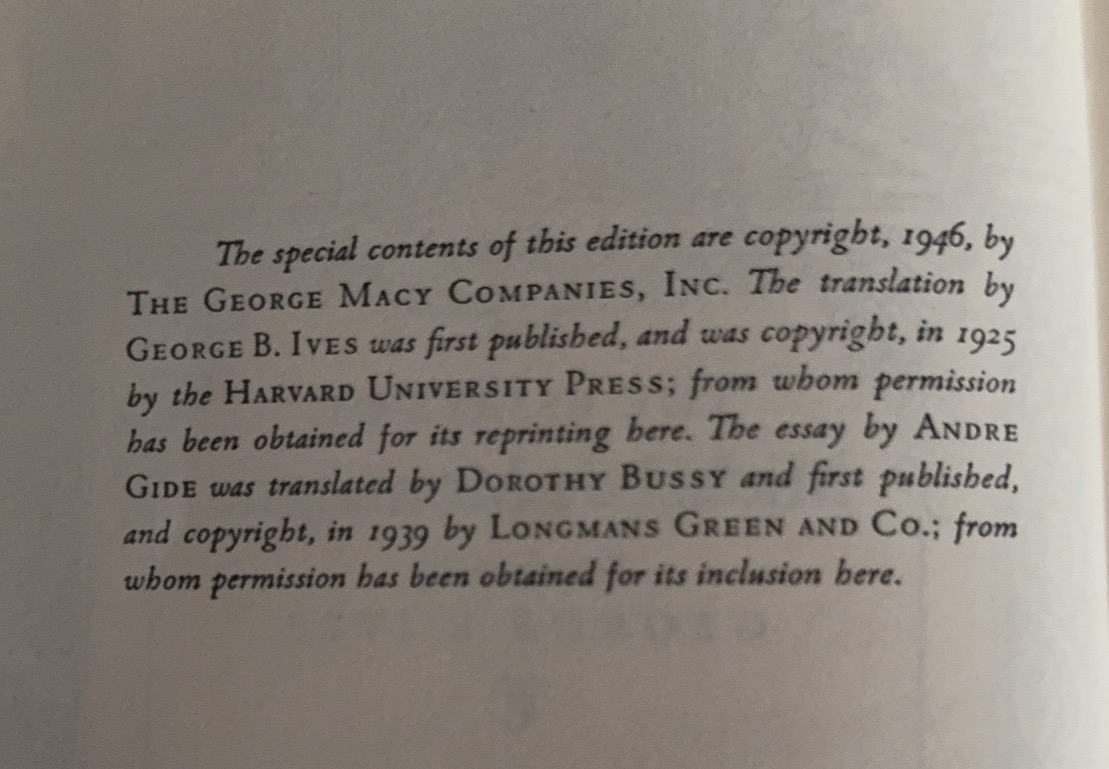 The special contents of this edition are copyright, 1946, by
THE GEORGE MACY COMPANIES, INC. The translation by
GEORGE B. IVES was first published, and was copyright, in 1925
by the HARVARD UNIVERSITY PRESS; from whom permission
has been obtained for its reprinting here. The essay by ANDRE
GIDE was translated by DOROTHY BUSSY and first published,
and copyright, in 1939 by LONGMANS GREEN AND CO.; from
whom permission has been obtained for its inclusion here.